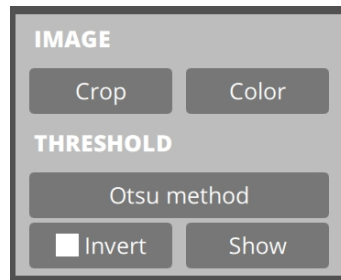 IMAGE
Crop Color
THRESHOLD
Otsu method
Invert Show